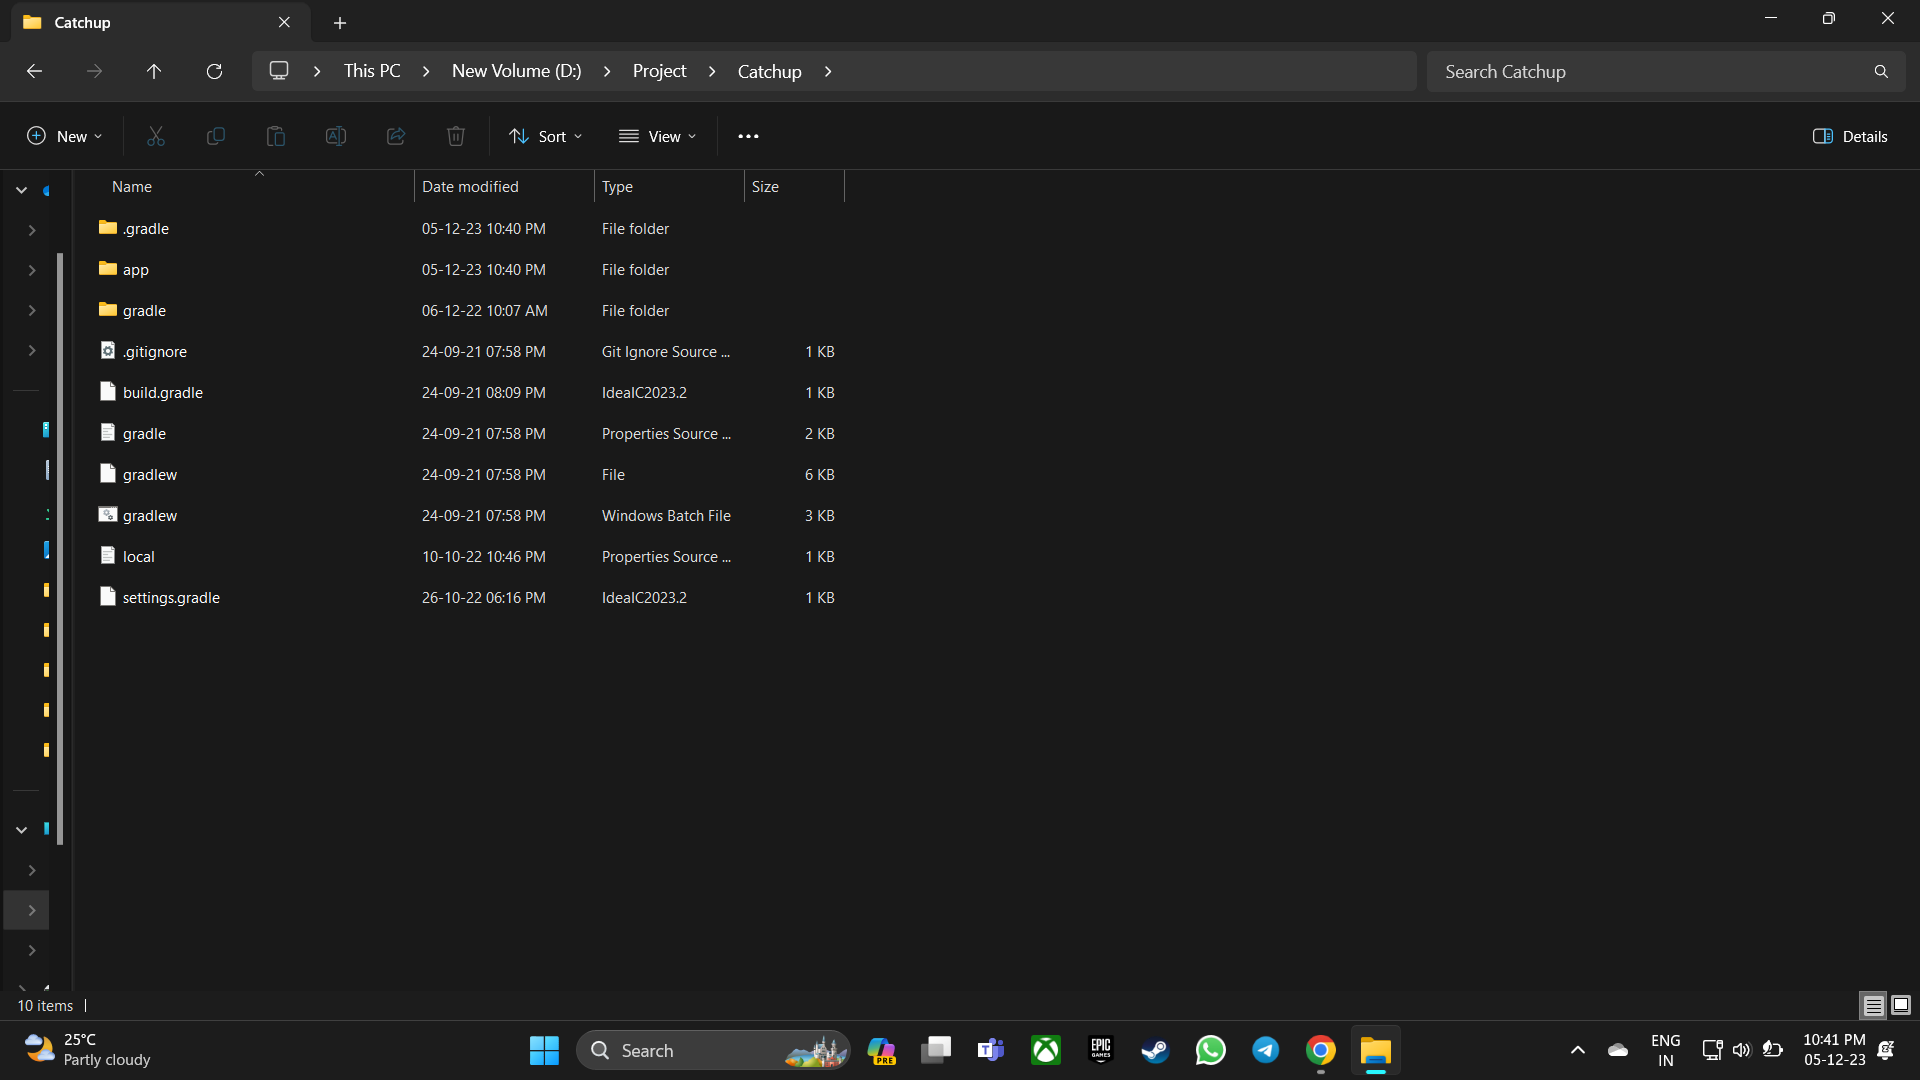 Catchup
This PC New Volume (D:) Project Catchup
Search Catchup
New Sort View Details
Name Date modified Type Size
.gradle 05-12-23 10:40 PM File folder
app 05-12-23 10:40 PM File folder
gradle 06-12-22 10:07 AM File folder
.gitignore 24-09-21 07:58 PM Git Ignore Source ... 1 KB
build.gradle 24-09-21 08:09 PM IdeaIC2023.2 1 KB
gradle 24-09-21 07:58 PM Properties Source ... 2 KB
gradlew 24-09-21 07:58 PM File 6 KB
gradlew 24-09-21 07:58 PM Windows Batch File 3 KB
local 10-10-22 10:46 PM Properties Source ... 1 KB
settings.gradle 26-10-22 06:16 PM IdeaIC2023.2 1 KB
10 items
25°C
Partly cloudy
Search
PRE
T
EPIC
GAMES
ENG
IN
10:41 PM
05-12-23